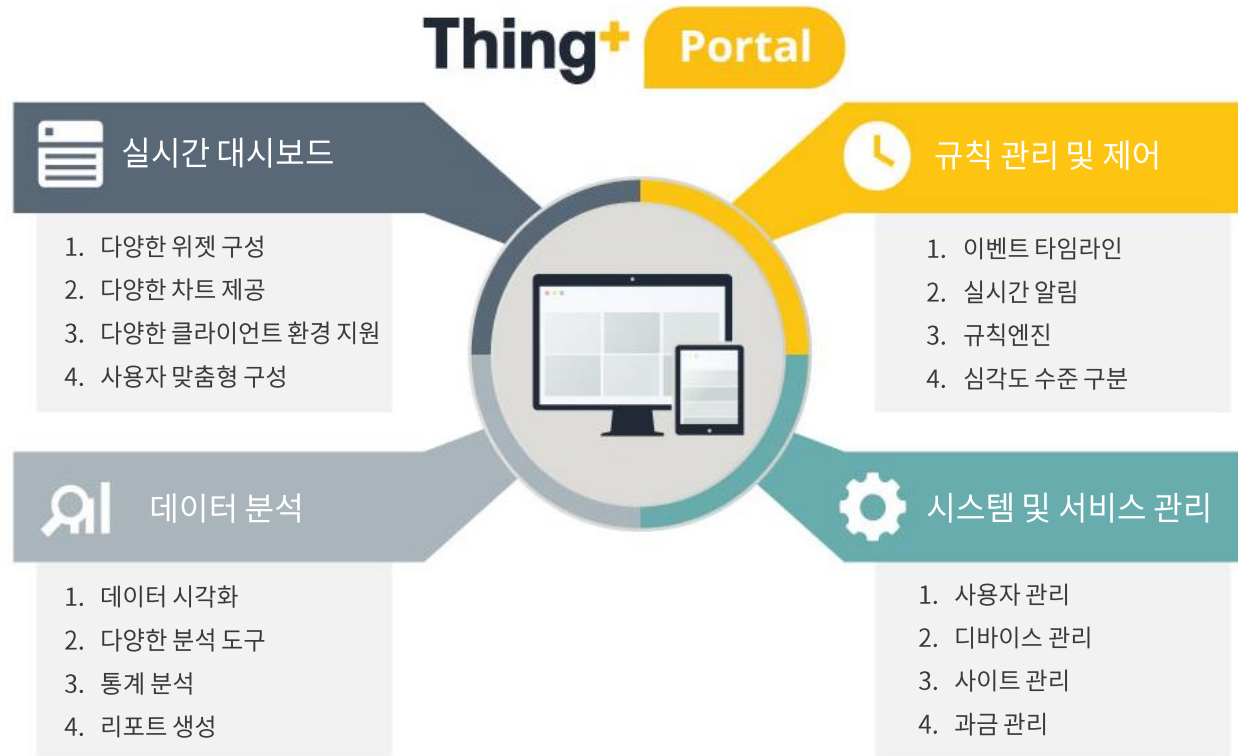 Thing+ Portal
실시간 대시보드
1. 다양한 위젯 구성
2. 다양한 차트 제공
3. 다양한 클라이언트 환경 지원
4. 사용자 맞춤형 구성
규칙 관리 및 제어
1. 이벤트 타임라인
2. 실시간 알림
3. 규칙엔진
4. 심각도 수준 구분
데이터 분석
1. 데이터 시각화
2. 다양한 분석 도구
3. 통계 분석
4. 리포트 생성
시스템 및 서비스 관리
1. 사용자 관리
2. 디바이스 관리
3. 사이트 관리
4. 과금 관리